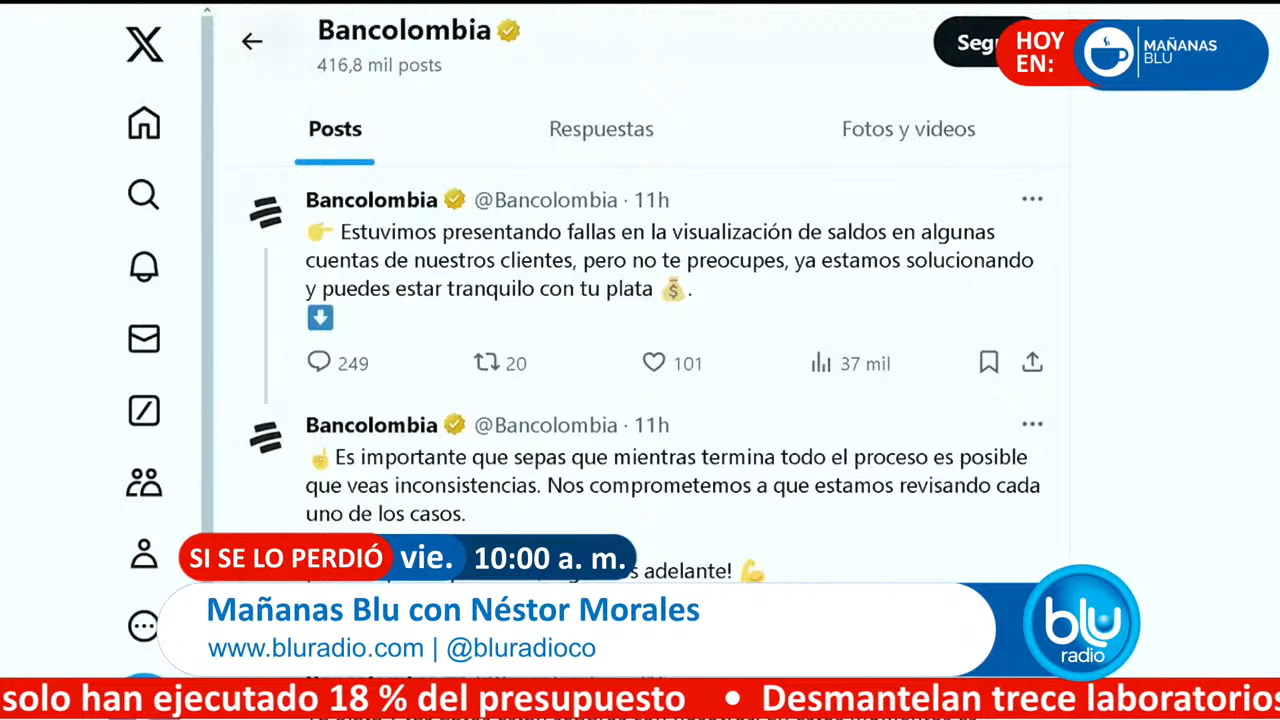 Bancolombia
416,8 mil posts
HOY
EN:
MAÑANAS
BLU
Posts
Respuestas
Fotos y videos
Bancolombia @Bancolombia · 11h
👉 Estuvimos presentando fallas en la visualización de saldos en algunas
cuentas de nuestros clientes, pero no te preocupes, ya estamos solucionando
y puedes estar tranquilo con tu plata 💰.
⬇️
249
20
101
37 mil
Bancolombia @Bancolombia · 11h
☝️Es importante que sepas que mientras termina todo el proceso es posible
que veas inconsistencias. Nos comprometemos a que estamos revisando cada
uno de los casos.
adelante! 💪
SI SE LO PERDIÓ vie. 10:00 a. m.
Mañanas Blu con Néstor Morales
www.bluradio.com | @bluradioco
blu
radio
solo han ejecutado 18 % del presupuesto • Desmantelan trece laboratorios